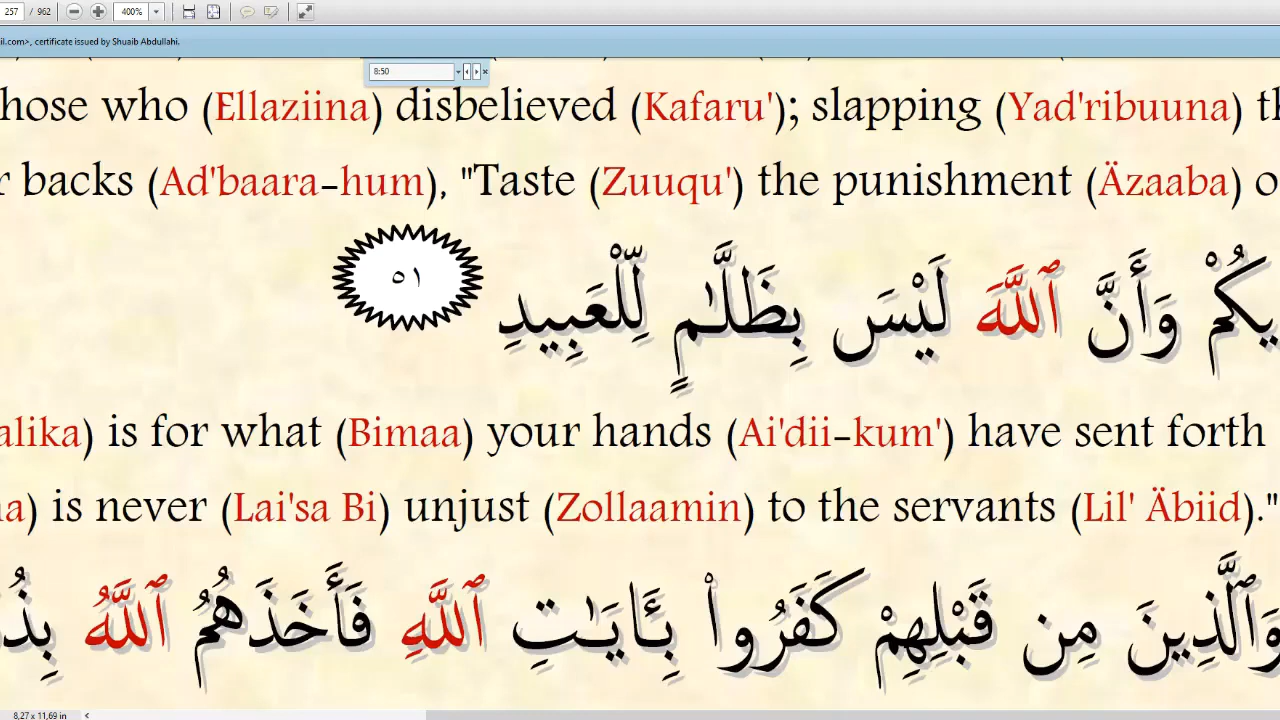 257 / 962 400%
il.com>, certificate issued by Shuaib Abdullahi.
8:50
hose who (Ellaziina) disbelieved (Kafaru'); slapping (Yad'ribuuna) th
r backs (Ad'baara-hum), "Taste (Zuuqu') the punishment (Äzaaba) o
يكُمْ وَأَنَّ ٱللَّهَ لَيْسَ بِظَلَّـٰمٍ لِّلْعَبِيدِ ٥١
alika) is for what (Bimaa) your hands (Ai'dii-kum') have sent forth
na) is never (Lai'sa Bi) unjust (Zollaamin) to the servants (Lil' Äbiid)."
وَٱلَّذِينَ مِن قَبْلِهِمْ كَفَرُوا۟ بِـَٔايَـٰتِ ٱللَّهِ فَأَخَذَهُمُ ٱللَّهُ بِذُ
8,27 x 11,69 in